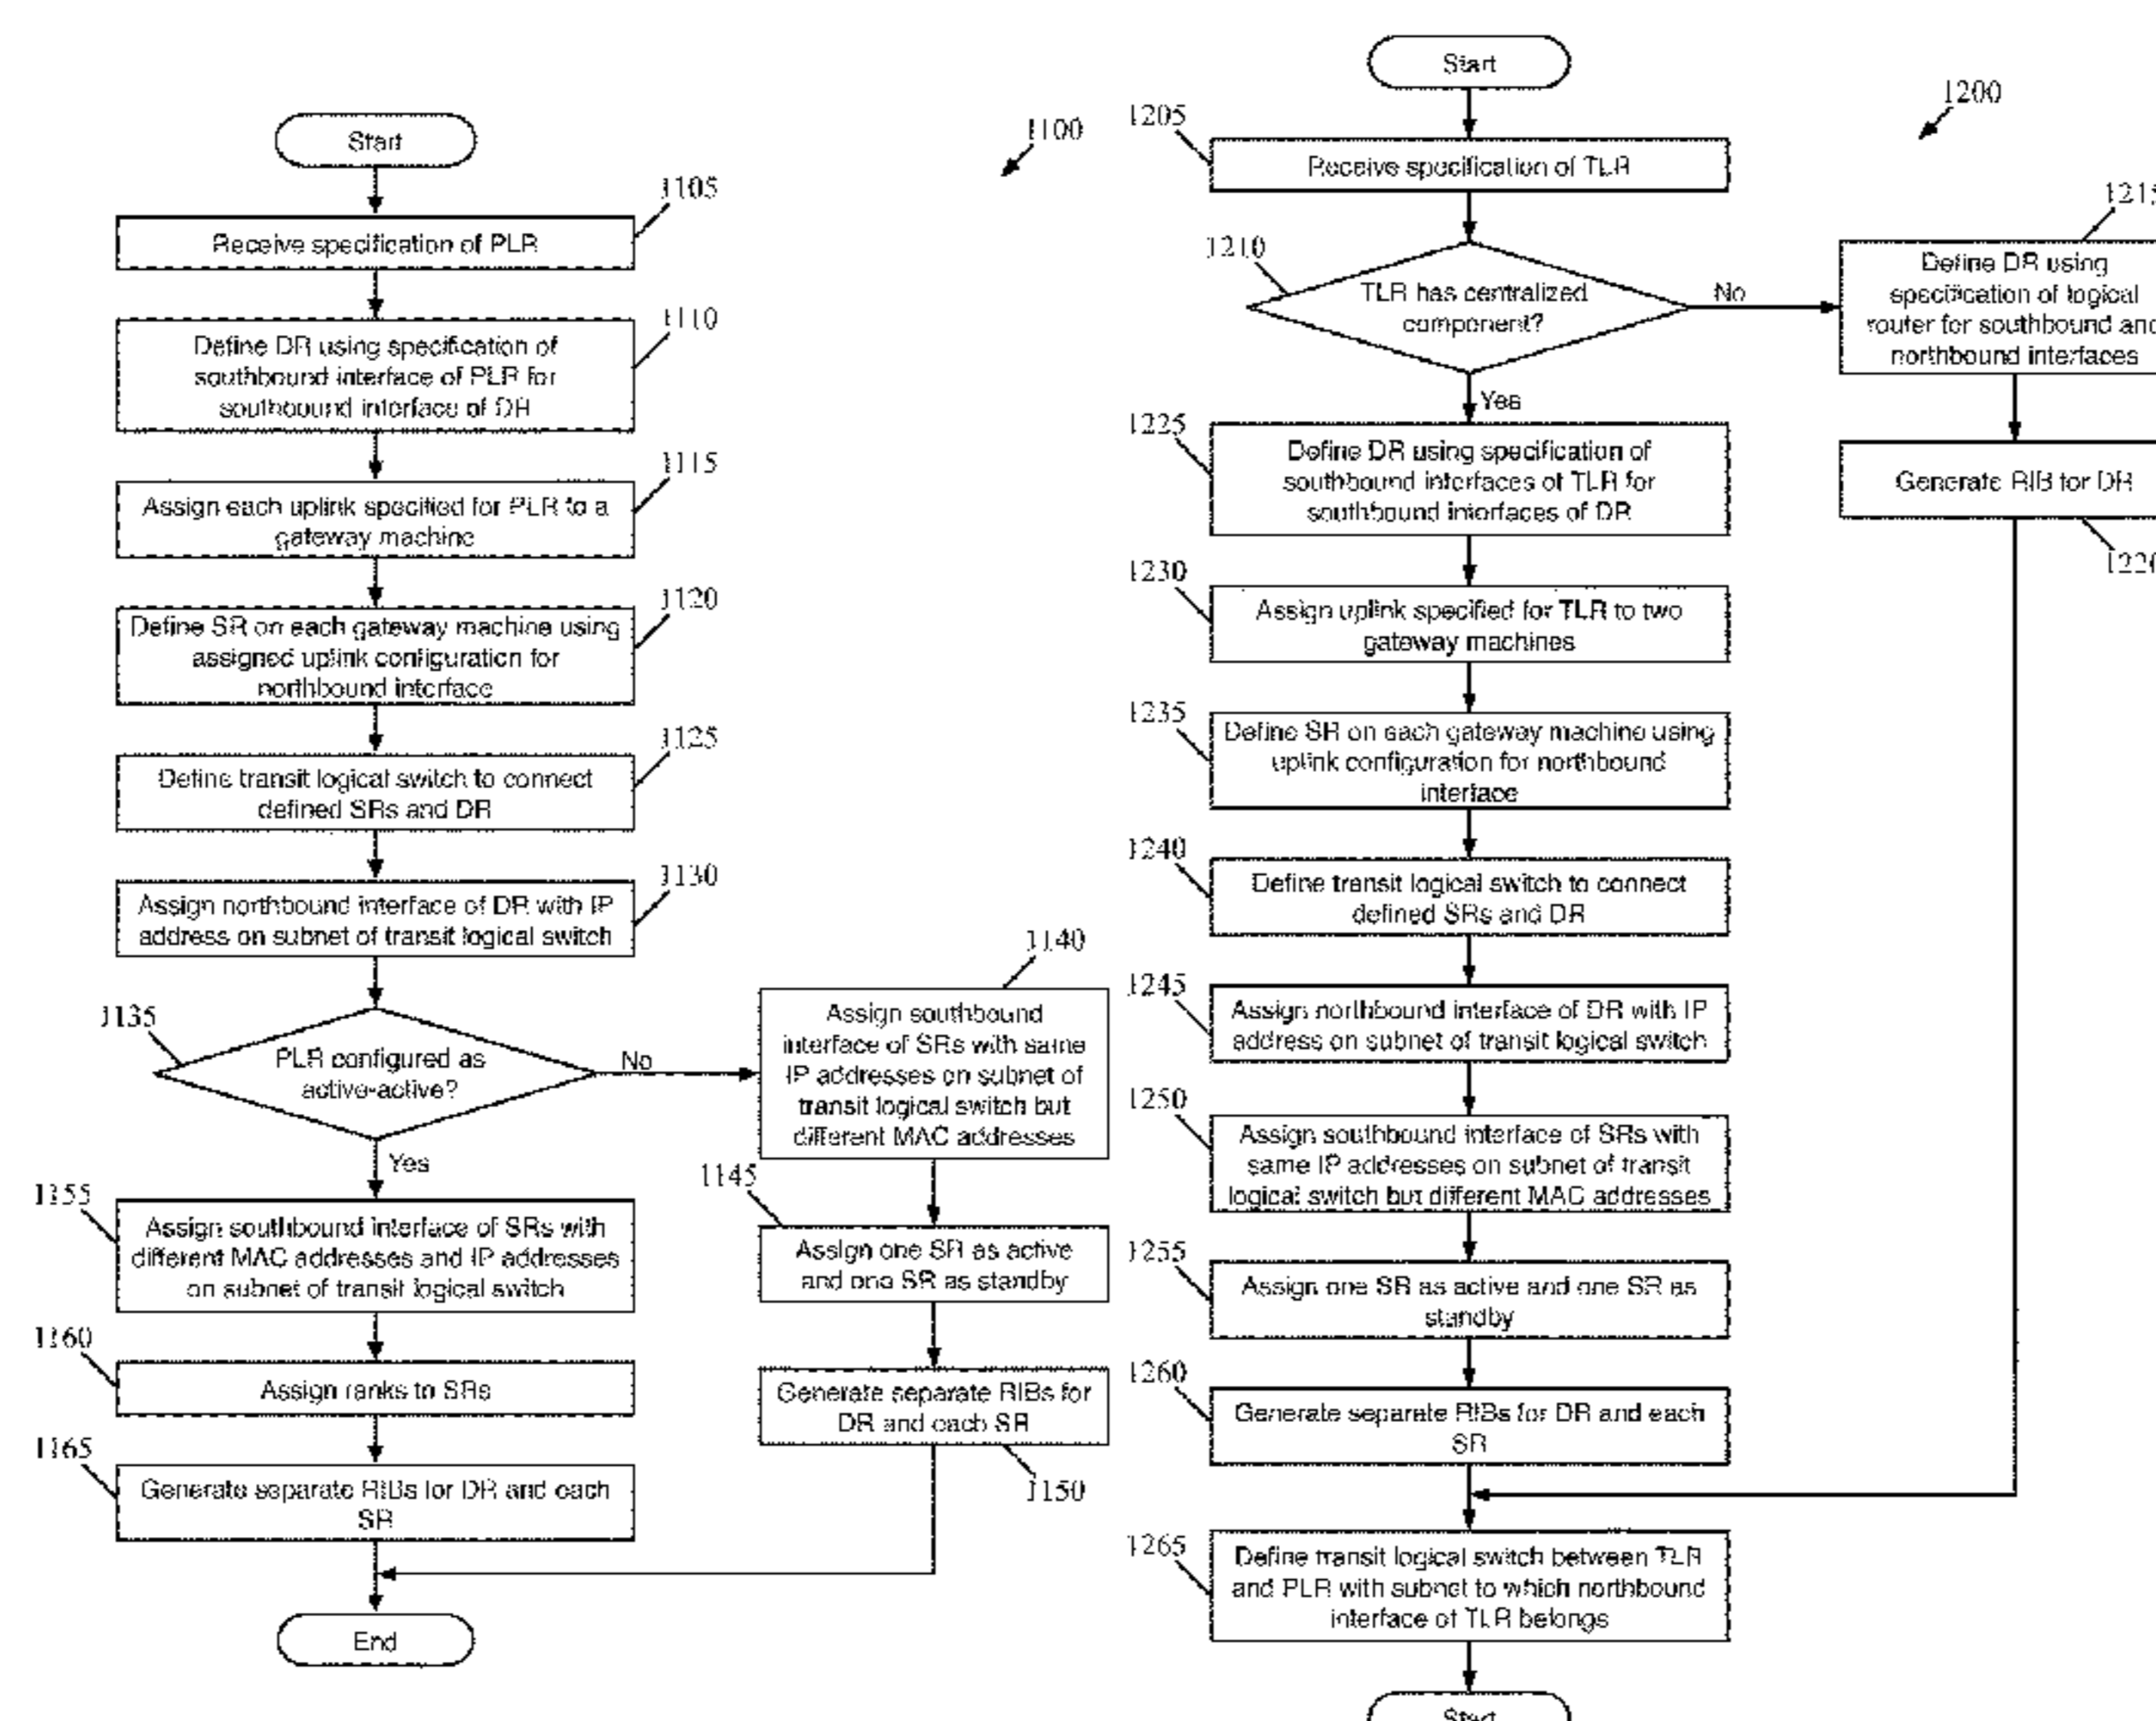 Start
1100
1105
Receive specification of PLR
1110
Define DR using specification of
southbound interface of PLR for
southbound interface of DR
1115
Assign each uplink specified for PLR to a
gateway machine
1120
Define SR on each gateway machine using
assigned uplink configuration for
northbound interface
1125
Define transit logical switch to connect
defined SRs and DR
1130
Assign northbound interface of DR with IP
address on subnet of transit logical switch
1135
PLR configured as
active-active?
No
Yes
1140
Assign southbound
interface of SRs with same
IP addresses on subnet of
transit logical switch but
different MAC addresses
1145
Assign one SR as active
and one SR as standby
Generate separate RIBs for
DR and each SR
1150
1155
Assign southbound interface of SRs with
different MAC addresses and IP addresses
on subnet of transit logical switch
1160
Assign ranks to SRs
1165
Generate separate RIBs for DR and each
SR
End
Start
1200
1205
Receive specification of TLR
1210
TLR has centralized
component?
No
Yes
1215
Define DR using
specification of logical
router for southbound and
northbound interfaces
Generate RIB for DR
1220
1225
Define DR using specification of
southbound interfaces of TLR for
southbound interfaces of DR
1230
Assign uplink specified for TLR to two
gateway machines
1235
Define SR on each gateway machine using
uplink configuration for northbound
interface
1240
Define transit logical switch to connect
defined SRs and DR
1245
Assign northbound interface of DR with IP
address on subnet of transit logical switch
1250
Assign southbound interface of SRs with
same IP addresses on subnet of transit
logical switch but different MAC addresses
1255
Assign one SR as active and one SR as
standby
1260
Generate separate RIBs for DR and each
SR
1265
Define transit logical switch between TLR
and PLR with subnet to which northbound
interface of TLR belongs
Start